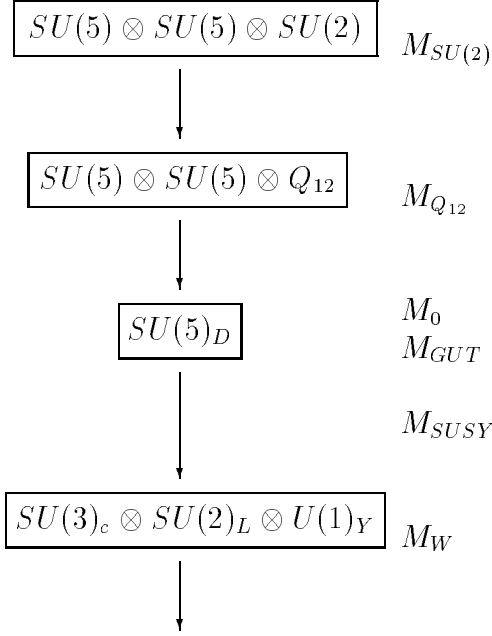 SU(5) ⊗ SU(5) ⊗ SU(2)
M_{SU(2)}
SU(5) ⊗ SU(5) ⊗ Q_{12}
M_{Q_{12}}
SU(5)_D
M_0
M_{GUT}
M_{SUSY}
SU(3)_c ⊗ SU(2)_L ⊗ U(1)_Y
M_W